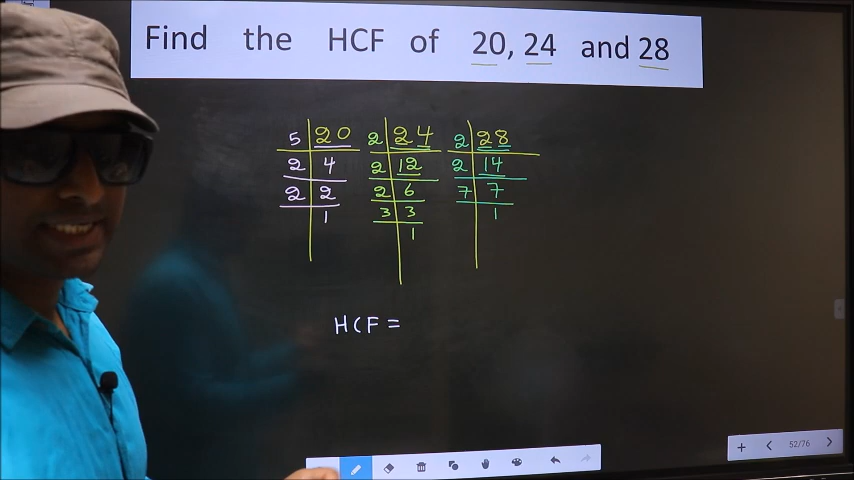 Find the HCF of 20, 24 and 28
5 20 2 24 2 28
2 4 2 12 2 14
2 2 2 6 7 7
1 3 3 1
1
HCF =
52/76